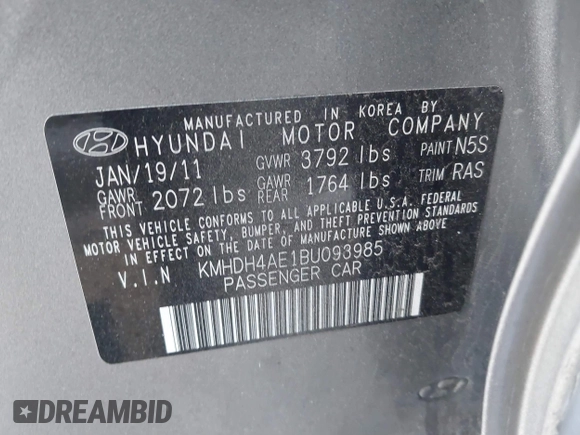 MANUFACTURED IN KOREA BY
HYUNDAI MOTOR COMPANY
JAN/19/11 GVWR 3792 lbs PAINT N5S
GAWR FRONT 2072 lbs GAWR REAR 1764 lbs TRIM RAS
THIS VEHICLE CONFORMS TO ALL APPLICABLE U.S.A. FEDERAL
MOTOR VEHICLE SAFETY, BUMPER, AND THEFT PREVENTION STANDARDS
IN EFFECT ON THE DATE OF MANUFACTURE SHOWN ABOVE.
V.I.N KMHDH4AE1BU093985
PASSENGER CAR
DREAMBID